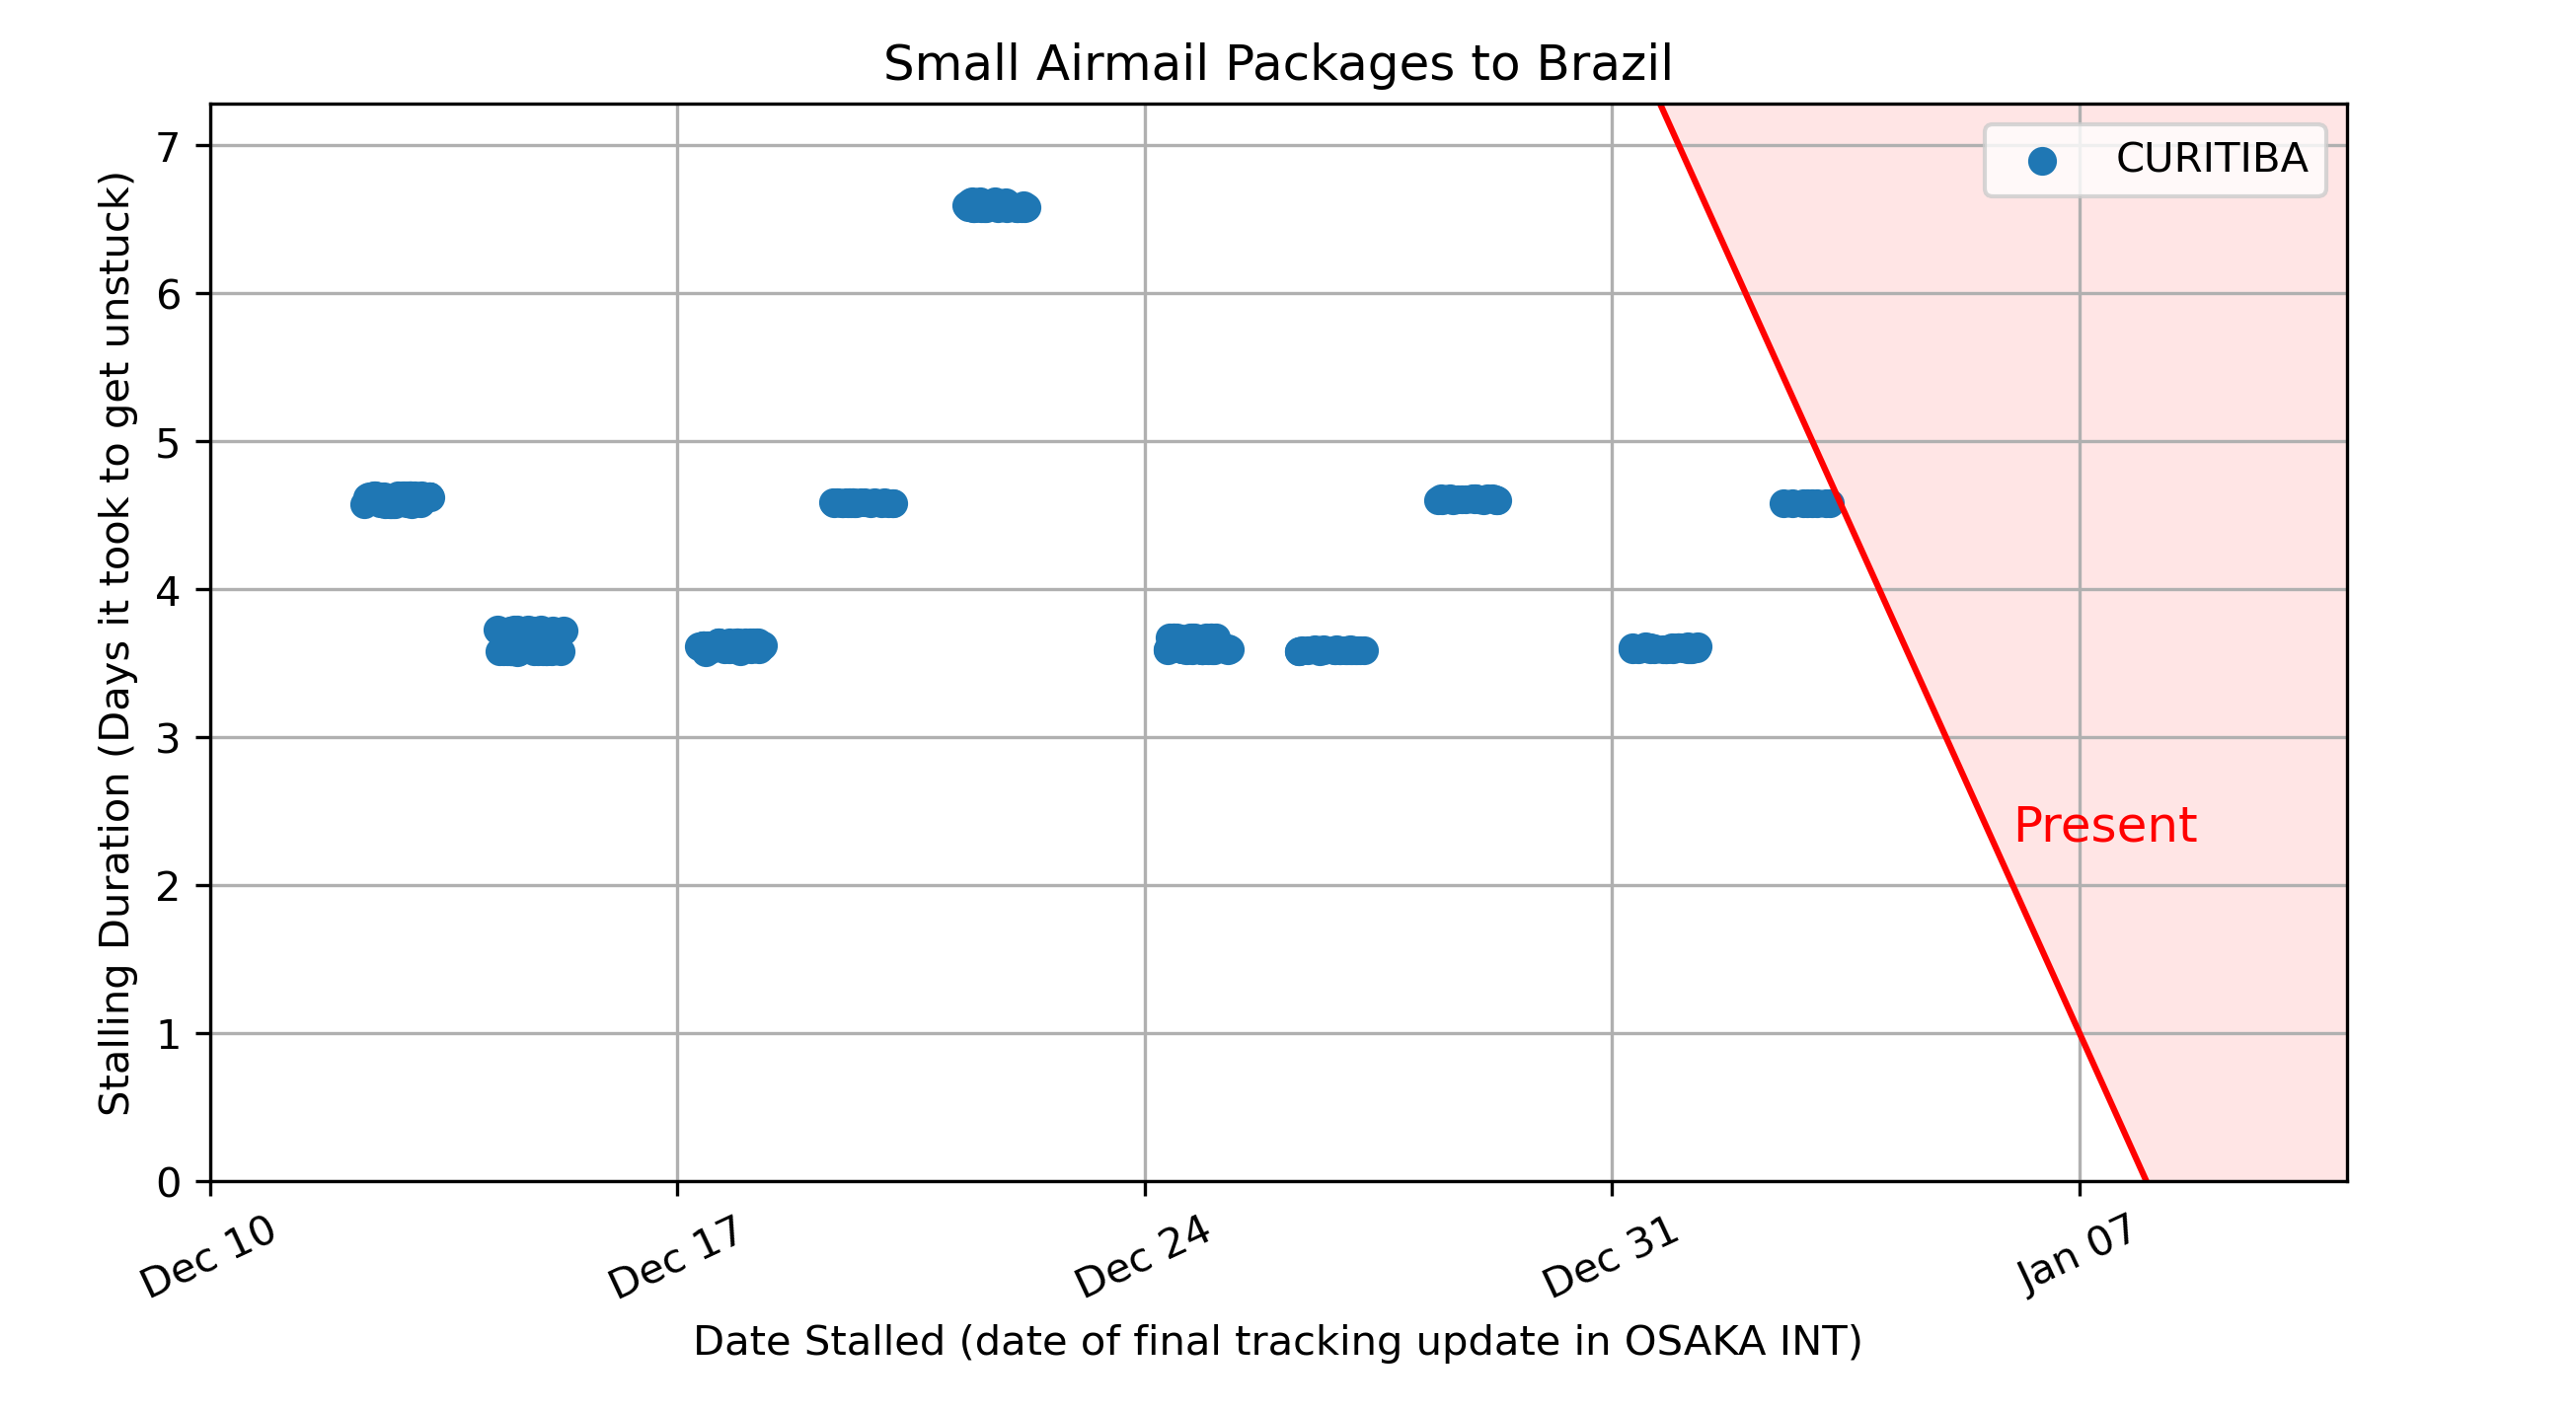 Small Airmail Packages to Brazil
CURITIBA
Stalling Duration (Days it took to get unstuck)
7
6
5
4
3
2
1
0
Present
Dec 10
Dec 17
Dec 24
Dec 31
Jan 07
Date Stalled (date of final tracking update in OSAKA INT)